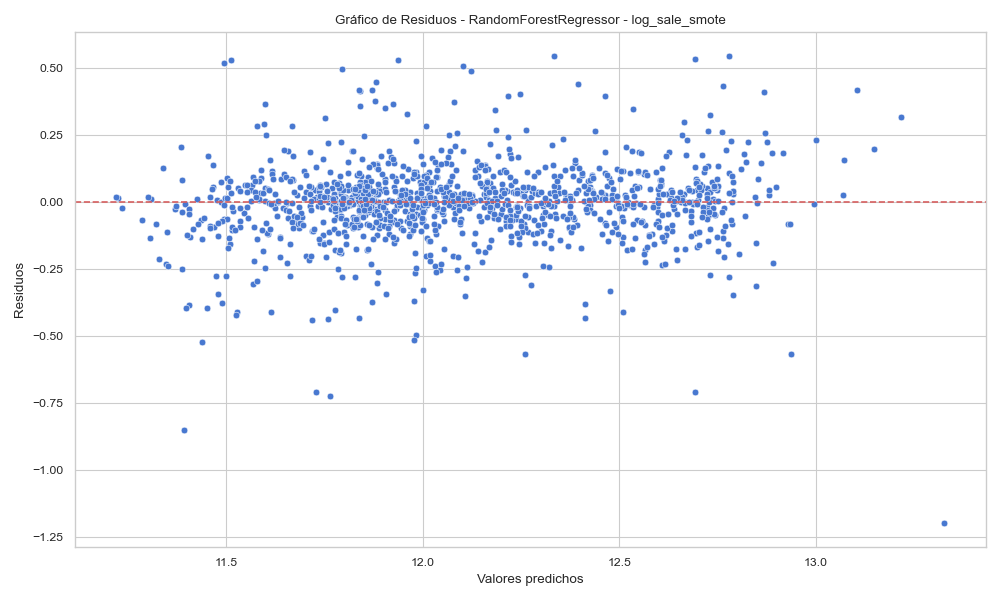 Gráfico de Residuos - RandomForestRegressor - log_sale_smote
0.50
0.25
0.00
−0.25
−0.50
−0.75
−1.00
−1.25
Residuos
11.5 12.0 12.5 13.0
Valores predichos